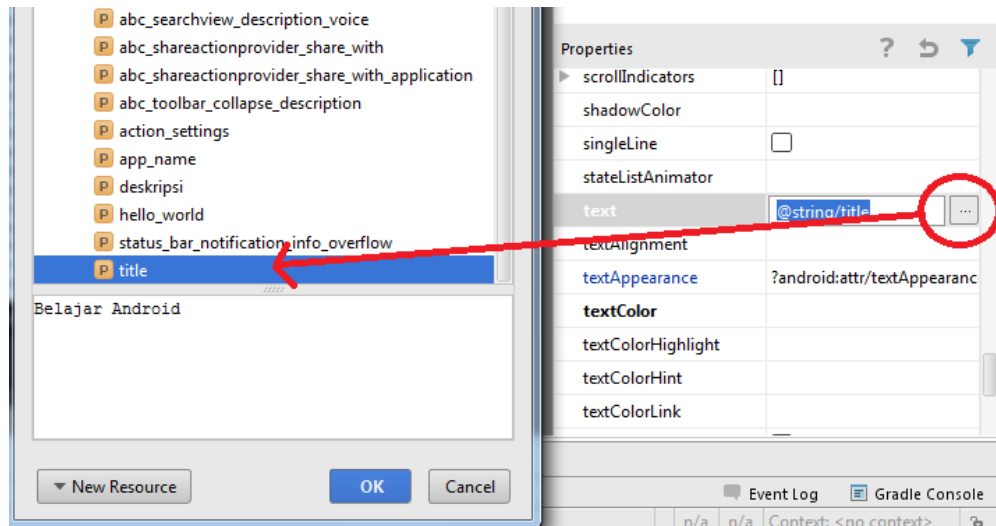 abc_searchview_description_voice
abc_shareactionprovider_share_with
abc_shareactionprovider_share_with_application
abc_toolbar_collapse_description
action_settings
app_name
deskripsi
hello_world
status_bar_notification_info_overflow
title
Belajar Android
New Resource
OK
Cancel
Properties
scrollIndicators []
shadowColor
singleLine
stateListAnimator
text @string/title ...
textAlignment
textAppearance ?android:attr/textAppearanc
textColor
textColorHighlight
textColorHint
textColorLink
Event Log Gradle Console
n/a n/a Context: <no context>